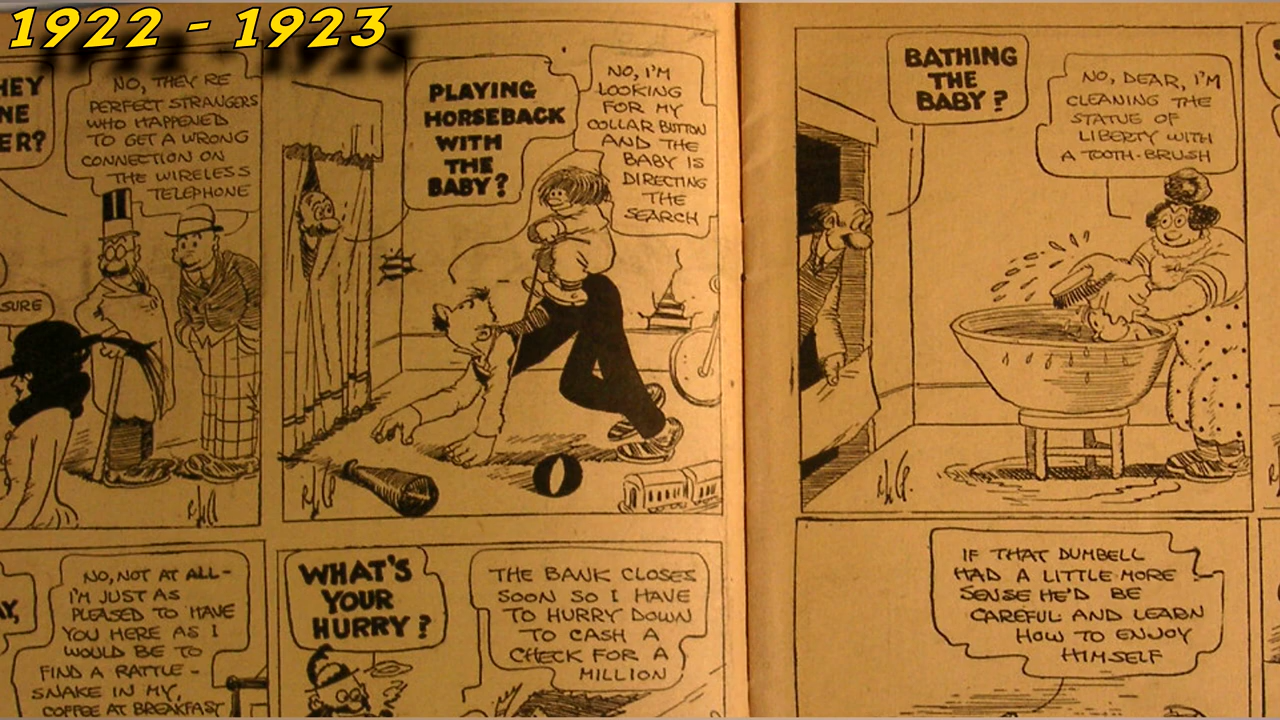 1922 - 1923
HEY
NE
ER?
NO, THEY'RE
PERFECT STRANGERS
WHO HAPPENED
TO GET A WRONG
CONNECTION ON
THE WIRELESS
TELEPHONE
SURE
PLAYING
HORSEBACK
WITH
THE
BABY?
NO, I'M
LOOKING
FOR MY
COLLAR BUTTON
AND THE
BABY IS
DIRECTING
THE
SEARCH
BATHING
THE
BABY?
NO, DEAR, I'M
CLEANING THE
STATUE OF
LIBERTY WITH
A TOOTH-BRUSH
AY,
NO, NOT AT ALL-
I'M JUST AS
PLEASED TO HAVE
YOU HERE AS I
WOULD BE TO
FIND A RATTLE-
SNAKE IN MY,
COFFEE AT BREAKFAST
WHAT'S
YOUR
HURRY?
THE BANK CLOSES
SOON SO I HAVE
TO HURRY DOWN
TO CASH A
CHECK FOR A
MILLION
IF THAT DUMBELL
HAD A LITTLE MORE
SENSE HE'D BE
CAREFUL AND LEARN
HOW TO ENJOY
HIMSELF